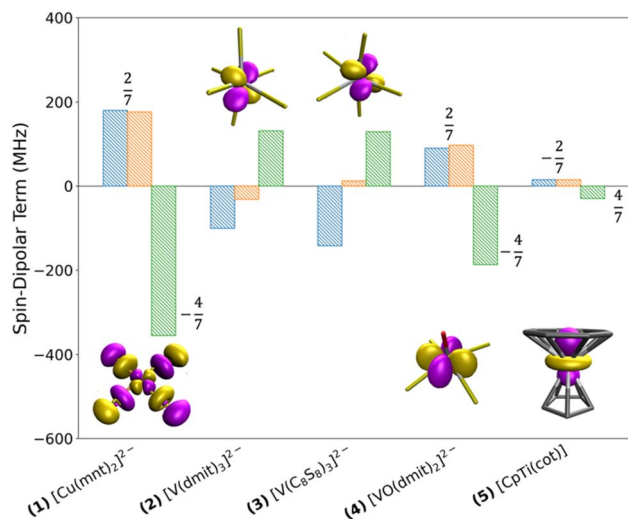 400
200
0
−200
−400
−600
Spin-Dipolar Term (MHz)
2/7
−4/7
2/7
−4/7
−2/7
4/7
(1) [Cu(mnt)₂]²⁻
(2) [V(dmit)₃]²⁻
(3) [V(C₈S₈)₃]²⁻
(4) [VO(dmit)₂]²⁻
(5) [CpTi(cot)]